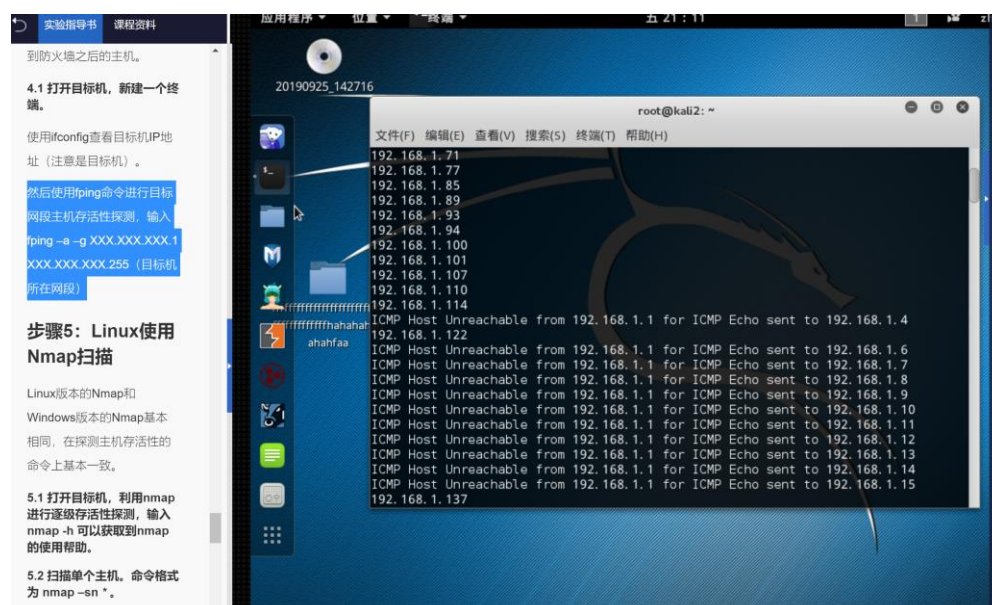 实验指导书 课程资料
到防火墙之后的主机。
4.1 打开目标机，新建一个终
端。
使用ifconfig查看目标机IP地
址（注意是目标机）。
然后使用fping命令进行目标
网段主机存活性探测，输入
fping –a –g XXX.XXX.XXX.1
XXX.XXX.XXX.255（目标机
所在网段）
步骤5：Linux使用
Nmap扫描
Linux版本的Nmap和
Windows版本的Nmap基本
相同，在探测主机存活性的
命令上基本一致。
5.1 打开目标机，利用nmap
进行逐级存活性探测，输入
nmap -h 可以获取到nmap
的使用帮助。
5.2 扫描单个主机。命令格式
为 nmap –sn *。
应用程序 位置 终端 五 21：11 1 zl
20190925_142716
hahahah
ahahfaa
root@kali2: ~
文件(F) 编辑(E) 查看(V) 搜索(S) 终端(T) 帮助(H)
192.168.1.71
192.168.1.77
192.168.1.85
192.168.1.89
192.168.1.93
192.168.1.94
192.168.1.100
192.168.1.101
192.168.1.107
192.168.1.110
192.168.1.114
ICMP Host Unreachable from 192.168.1.1 for ICMP Echo sent to 192.168.1.4
192.168.1.122
ICMP Host Unreachable from 192.168.1.1 for ICMP Echo sent to 192.168.1.6
ICMP Host Unreachable from 192.168.1.1 for ICMP Echo sent to 192.168.1.7
ICMP Host Unreachable from 192.168.1.1 for ICMP Echo sent to 192.168.1.8
ICMP Host Unreachable from 192.168.1.1 for ICMP Echo sent to 192.168.1.9
ICMP Host Unreachable from 192.168.1.1 for ICMP Echo sent to 192.168.1.10
ICMP Host Unreachable from 192.168.1.1 for ICMP Echo sent to 192.168.1.11
ICMP Host Unreachable from 192.168.1.1 for ICMP Echo sent to 192.168.1.12
ICMP Host Unreachable from 192.168.1.1 for ICMP Echo sent to 192.168.1.13
ICMP Host Unreachable from 192.168.1.1 for ICMP Echo sent to 192.168.1.14
ICMP Host Unreachable from 192.168.1.1 for ICMP Echo sent to 192.168.1.15
192.168.1.137